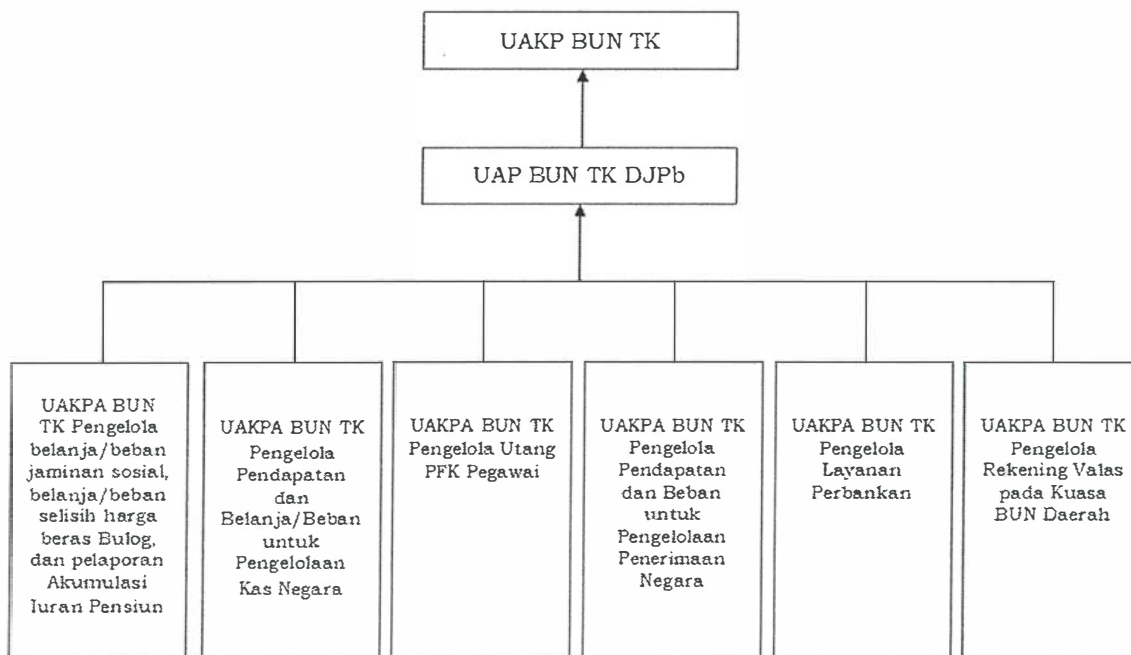 UAKP BUN TK
UAP BUN TK DJPb
UAKPA BUN
TK Pengelola
belanja/beban
jaminan sosial,
belanja/beban
selisih harga
beras Bulog,
dan pelaporan
Akumulasi
Iuran Pensiun
UAKPA BUN TK
Pengelola
Pendapatan
dan
Belanja/Beban
untuk
Pengelolaan
Kas Negara
UAKPA BUN TK
Pengelola Utang
PFK Pegawai
UAKPA BUN TK
Pengelola
Pendapatan
dan Beban
untuk
Pengelolaan
Penerimaan
Negara
UAKPA BUN TK
Pengelola
Layanan
Perbankan
UAKPA BUN TK
Pengelola
Rekening Valas
pada Kuasa
BUN Daerah